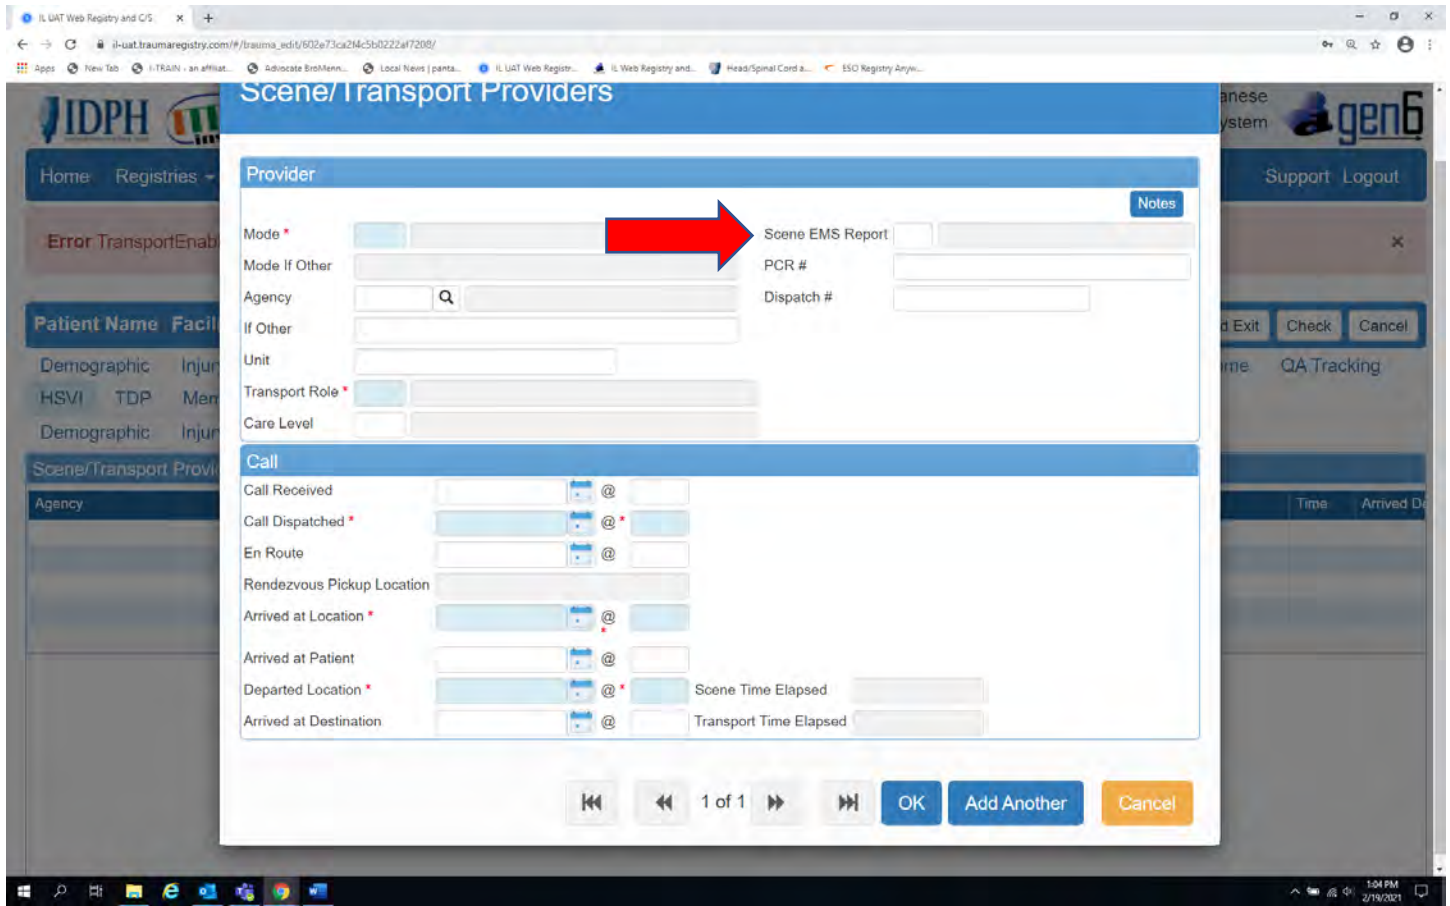 IL UAT Web Registry and C/S
il-uat.traumaregistry.com/#/trauma_edit/602e73ca2f4c5b0222af7208/
Apps New Tab I-TRAIN - an affiliat... Advocate BroMenn... Local News | panta... IL UAT Web Registr... IL Web Registry and... Head/Spinal Cord a... ESO Registry Anyw...
Scene/Transport Providers
IDPH
anese
ystem
gen6
Home Registries
Support Logout
Provider
Notes
Error TransportEnab
Mode *
Scene EMS Report
Mode If Other
PCR #
Agency
Dispatch #
If Other
Patient Name Facili
d Exit Check Cancel
Unit
Demographic Injur
me QA Tracking
Transport Role *
HSVI TDP Mem
Care Level
Demographic Injur
Call
Scene/Transport Provi
Call Received @
Agency
Time Arrived De
Call Dispatched * @ *
En Route @
Rendezvous Pickup Location
Arrived at Location * @ *
Arrived at Patient @
Departed Location * @ * Scene Time Elapsed
Arrived at Destination @ Transport Time Elapsed
1 of 1 OK Add Another Cancel
1:04 PM
2/19/2021